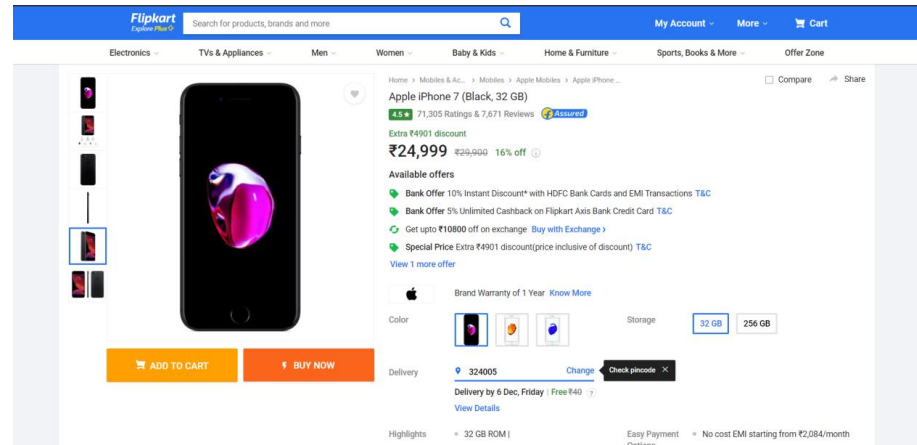 Flipkart
Explore Plus
Search for products, brands and more
My Account
More
Cart
Electronics
TVs & Appliances
Men
Women
Baby & Kids
Home & Furniture
Sports, Books & More
Offer Zone
Home > Mobiles & Ac... > Mobiles > Apple Mobiles > Apple iPhone ...
Compare
Share
Apple iPhone 7 (Black, 32 GB)
4.5★ 71,305 Ratings & 7,671 Reviews Assured
Extra ₹4901 discount
₹24,999 ₹29,900 16% off
Available offers
Bank Offer 10% Instant Discount* with HDFC Bank Cards and EMI Transactions T&C
Bank Offer 5% Unlimited Cashback on Flipkart Axis Bank Credit Card T&C
Get upto ₹10800 off on exchange Buy with Exchange >
Special Price Extra ₹4901 discount(price inclusive of discount) T&C
View 1 more offer
Brand Warranty of 1 Year Know More
Color
Storage
32 GB
256 GB
ADD TO CART
BUY NOW
Delivery
324005
Change
Check pincode ×
Delivery by 6 Dec, Friday | Free ₹40 ?
View Details
Highlights
32 GB ROM |
Easy Payment
Options
No cost EMI starting from ₹2,084/month